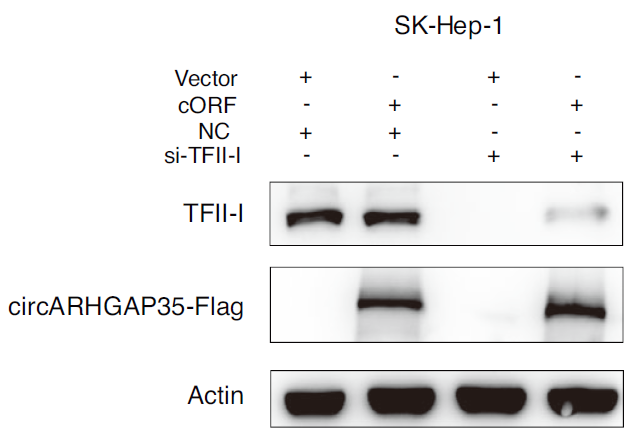 SK-Hep-1
Vector + - + -
cORF - + - +
NC + + - -
si-TFII-I - - + +
TFII-I
circARHGAP35-Flag
Actin